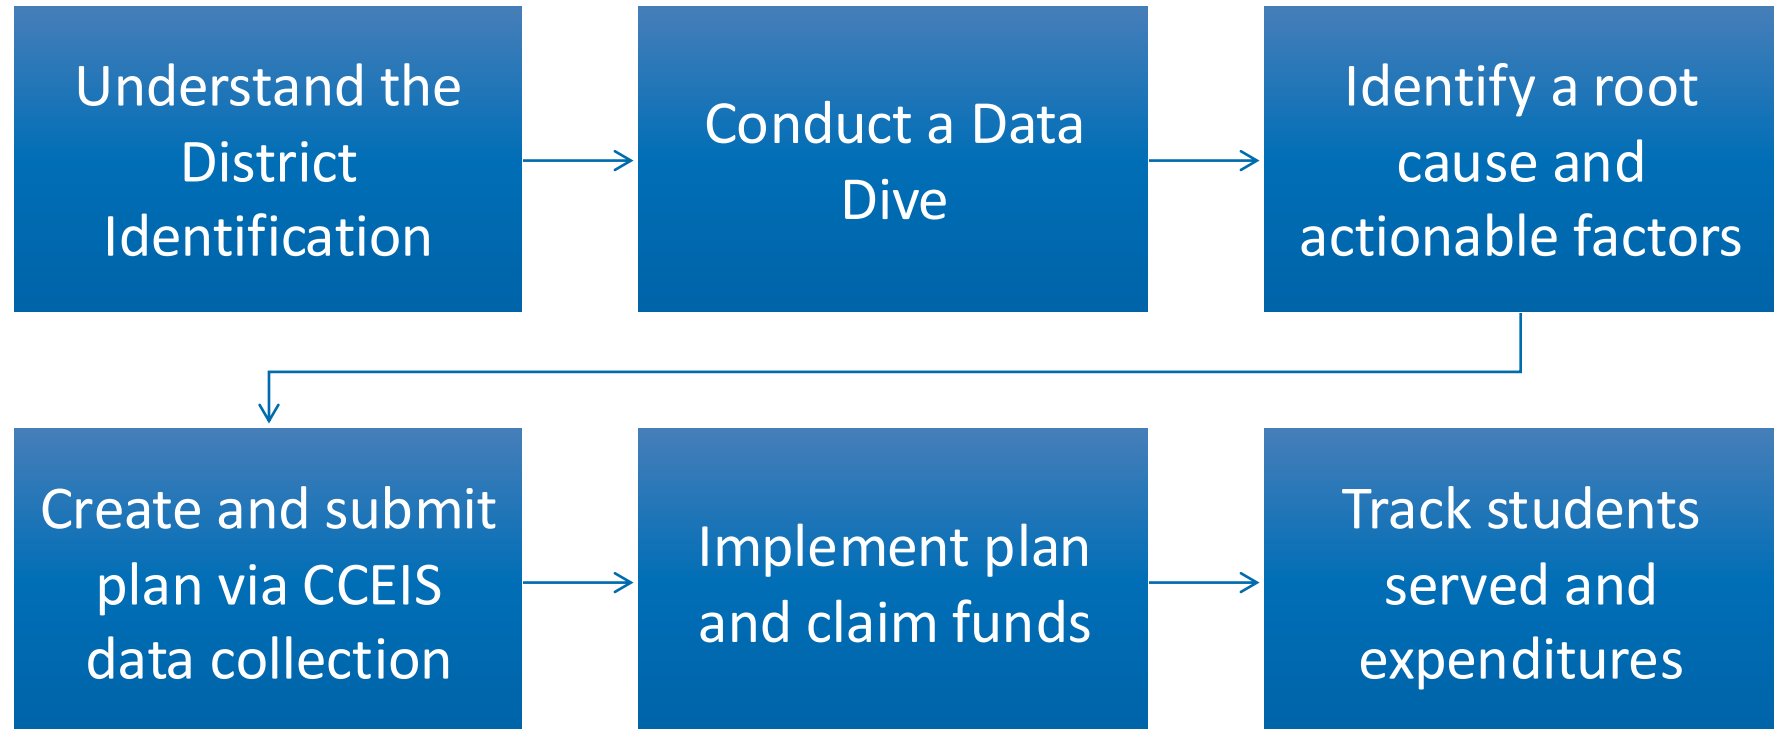 Understand the
District
Identification
Conduct a Data
Dive
Identify a root
cause and
actionable factors
Create and submit
plan via CCEIS
data collection
Implement plan
and claim funds
Track students
served and
expenditures